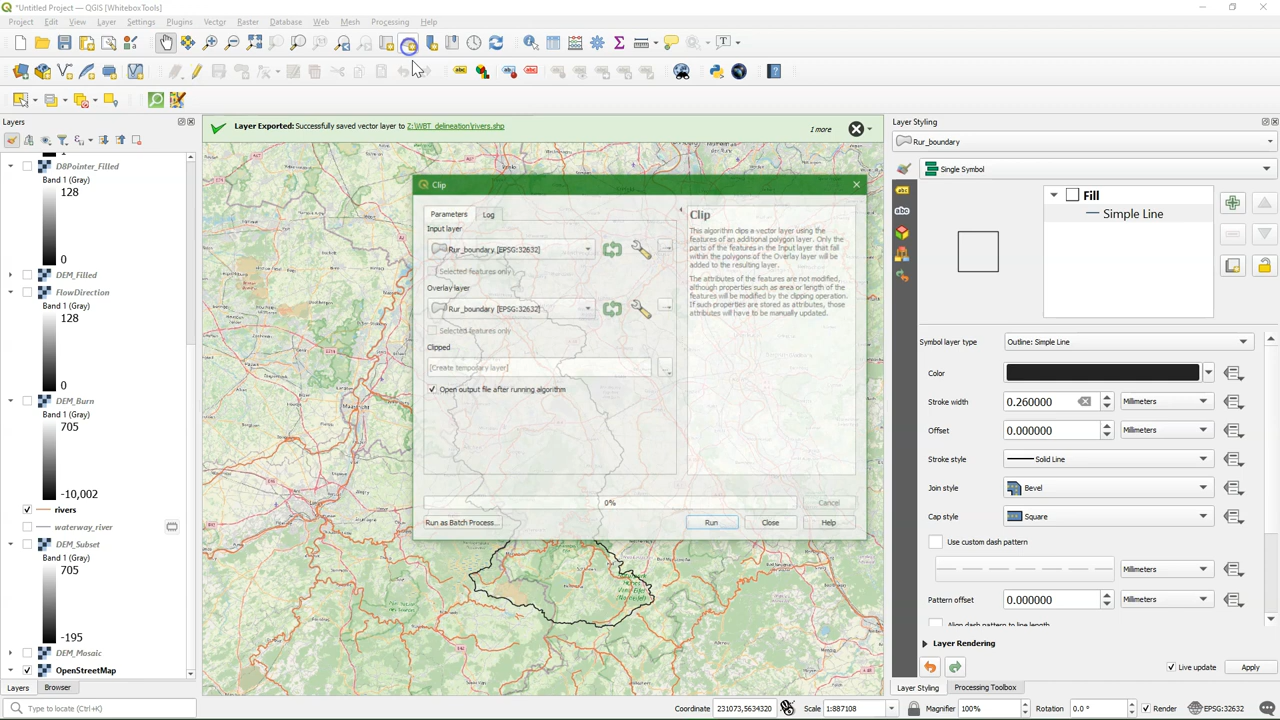 *Untitled Project — QGIS [WhiteboxTools]
Project Edit View Layer Settings Plugins Vector Raster Database Web Mesh Processing Help
Layers
D8Pointer_Filled
Band 1 (Gray)
128
0
DEM_Filled
FlowDirection
Band 1 (Gray)
128
0
DEM_Burn
Band 1 (Gray)
705
-10,002
rivers
waterway_river
DEM_Subset
Band 1 (Gray)
705
-195
DEM_Mosaic
OpenStreetMap
Layers Browser
Layer Exported: Successfully saved vector layer to Z:\WBT_delineation\rivers.shp
1 more
Clip
Parameters Log
Input layer
Rur_boundary [EPSG:32632]
Selected features only
Overlay layer
Rur_boundary [EPSG:32632]
Selected features only
Clipped
[Create temporary layer]
Open output file after running algorithm
Clip
This algorithm clips a vector layer using the
features of an additional polygon layer. Only the
parts of the features in the Input layer that fall
within the polygons of the Overlay layer will be
added to the resulting layer.
The attributes of the features are not modified,
although properties such as area or length of the
features will be modified by the clipping operation.
If such properties are stored as attributes, those
attributes will have to be manually updated.
0%
Cancel
Run as Batch Process...
Run Close Help
Maastricht
Layer Styling
Rur_boundary
Single Symbol
Fill
Simple Line
Symbol layer type Outline: Simple Line
Color
Stroke width 0.260000 Millimeters
Offset 0.000000 Millimeters
Stroke style Solid Line
Join style Bevel
Cap style Square
Use custom dash pattern
Millimeters
Pattern offset 0.000000 Millimeters
Align dash pattern to line length
Layer Rendering
Live update Apply
Layer Styling Processing Toolbox
Type to locate (Ctrl+K)
Coordinate 231073,5634320 Scale 1:887108 Magnifier 100% Rotation 0.0 ° Render EPSG:32632